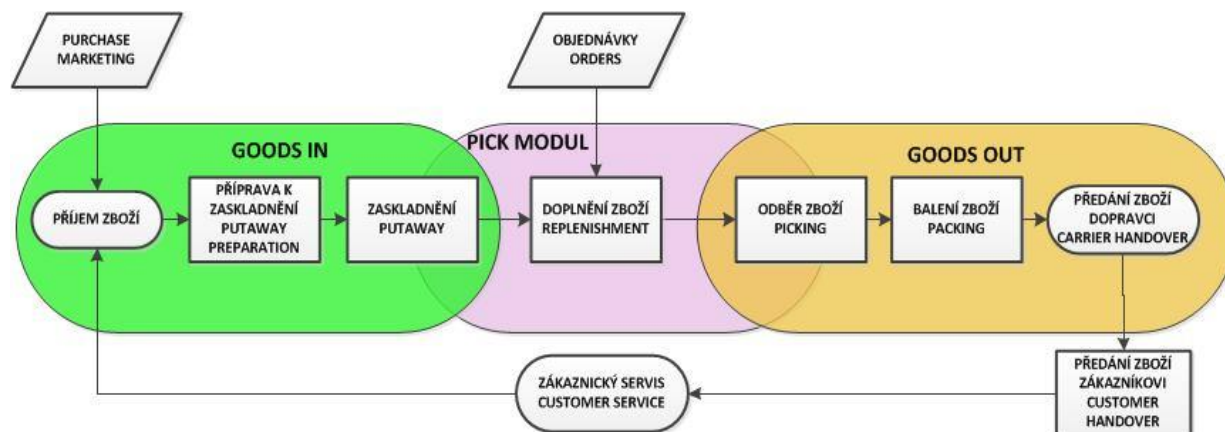 PURCHASE
MARKETING
OBJEDNÁVKY
ORDERS
GOODS IN
PICK MODUL
GOODS OUT
PŘÍJEM ZBOŽÍ
PŘÍPRAVA K
ZASKLADNĚNÍ
PUTAWAY
PREPARATION
ZASKLADNĚNÍ
PUTAWAY
DOPLNĚNÍ ZBOŽÍ
REPLENISHMENT
ODBĚR ZBOŽÍ
PICKING
BALENÍ ZBOŽÍ
PACKING
PŘEDÁNÍ ZBOŽÍ
DOPRAVCI
CARRIER HANDOVER
ZÁKAZNICKÝ SERVIS
CUSTOMER SERVICE
PŘEDÁNÍ ZBOŽÍ
ZÁKAZNÍKOVI
CUSTOMER
HANDOVER